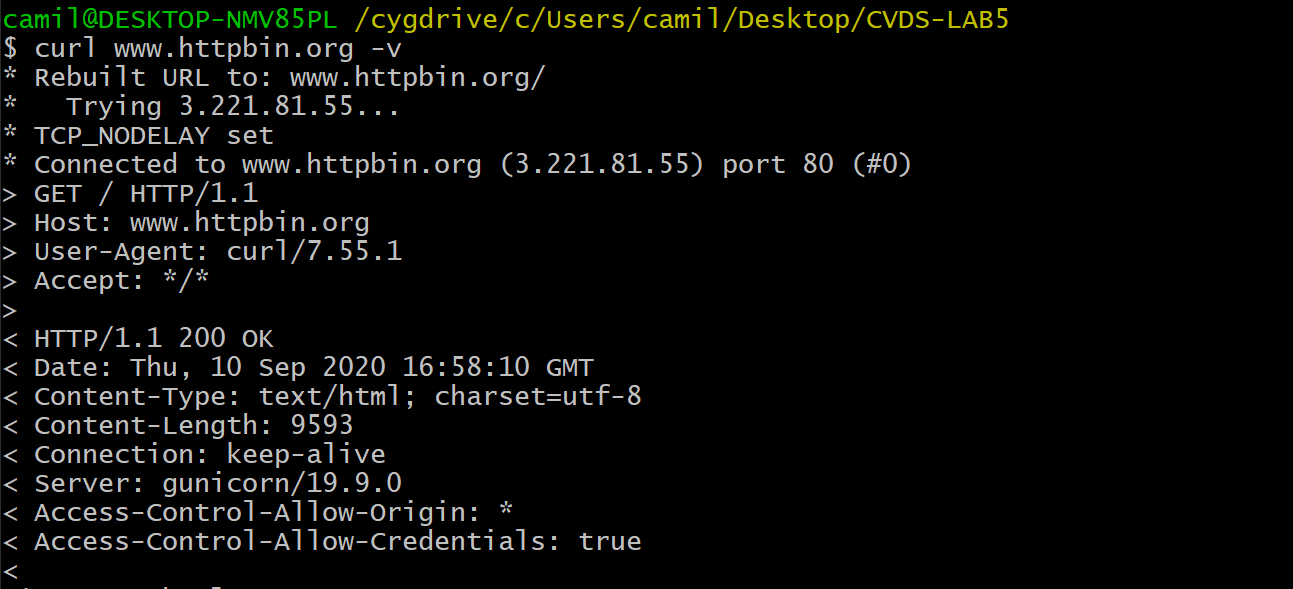 camil@DESKTOP-NMV85PL /cygdrive/c/Users/camil/Desktop/CVDS-LAB5
$ curl www.httpbin.org -v
* Rebuilt URL to: www.httpbin.org/
*   Trying 3.221.81.55...
* TCP_NODELAY set
* Connected to www.httpbin.org (3.221.81.55) port 80 (#0)
> GET / HTTP/1.1
> Host: www.httpbin.org
> User-Agent: curl/7.55.1
> Accept: */*
>
< HTTP/1.1 200 OK
< Date: Thu, 10 Sep 2020 16:58:10 GMT
< Content-Type: text/html; charset=utf-8
< Content-Length: 9593
< Connection: keep-alive
< Server: gunicorn/19.9.0
< Access-Control-Allow-Origin: *
< Access-Control-Allow-Credentials: true
<